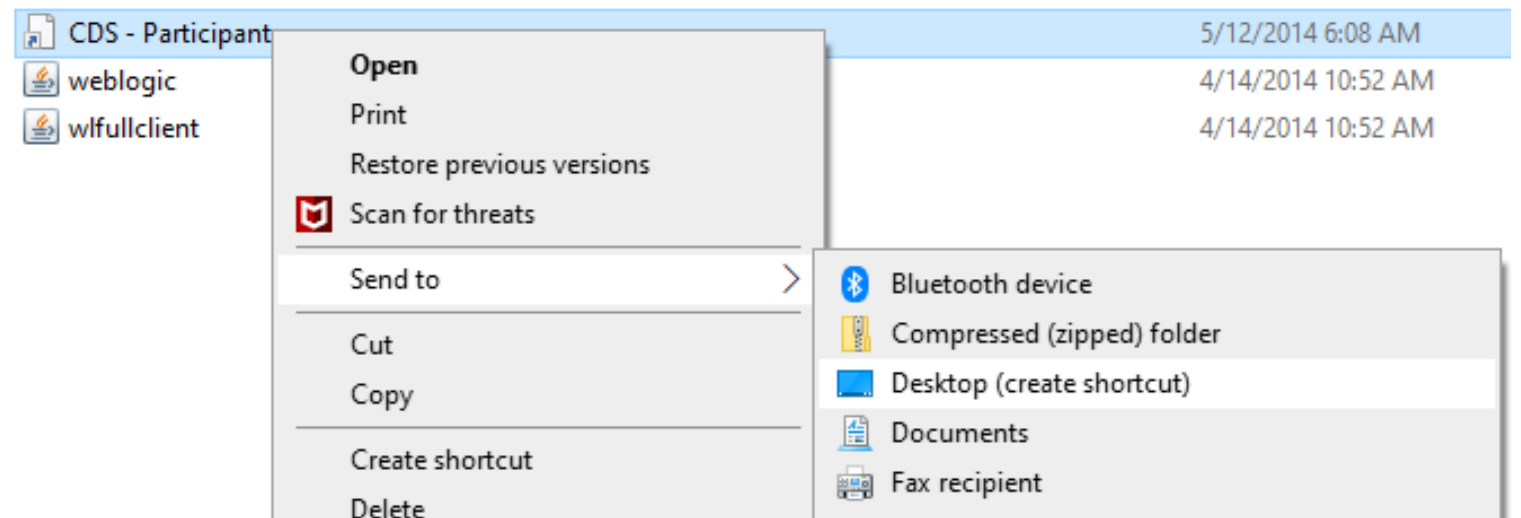 CDS - Participant 5/12/2014 6:08 AM
weblogic 4/14/2014 10:52 AM
wlfullclient 4/14/2014 10:52 AM
Open
Print
Restore previous versions
Scan for threats
Send to
Cut
Copy
Create shortcut
Delete
Bluetooth device
Compressed (zipped) folder
Desktop (create shortcut)
Documents
Fax recipient